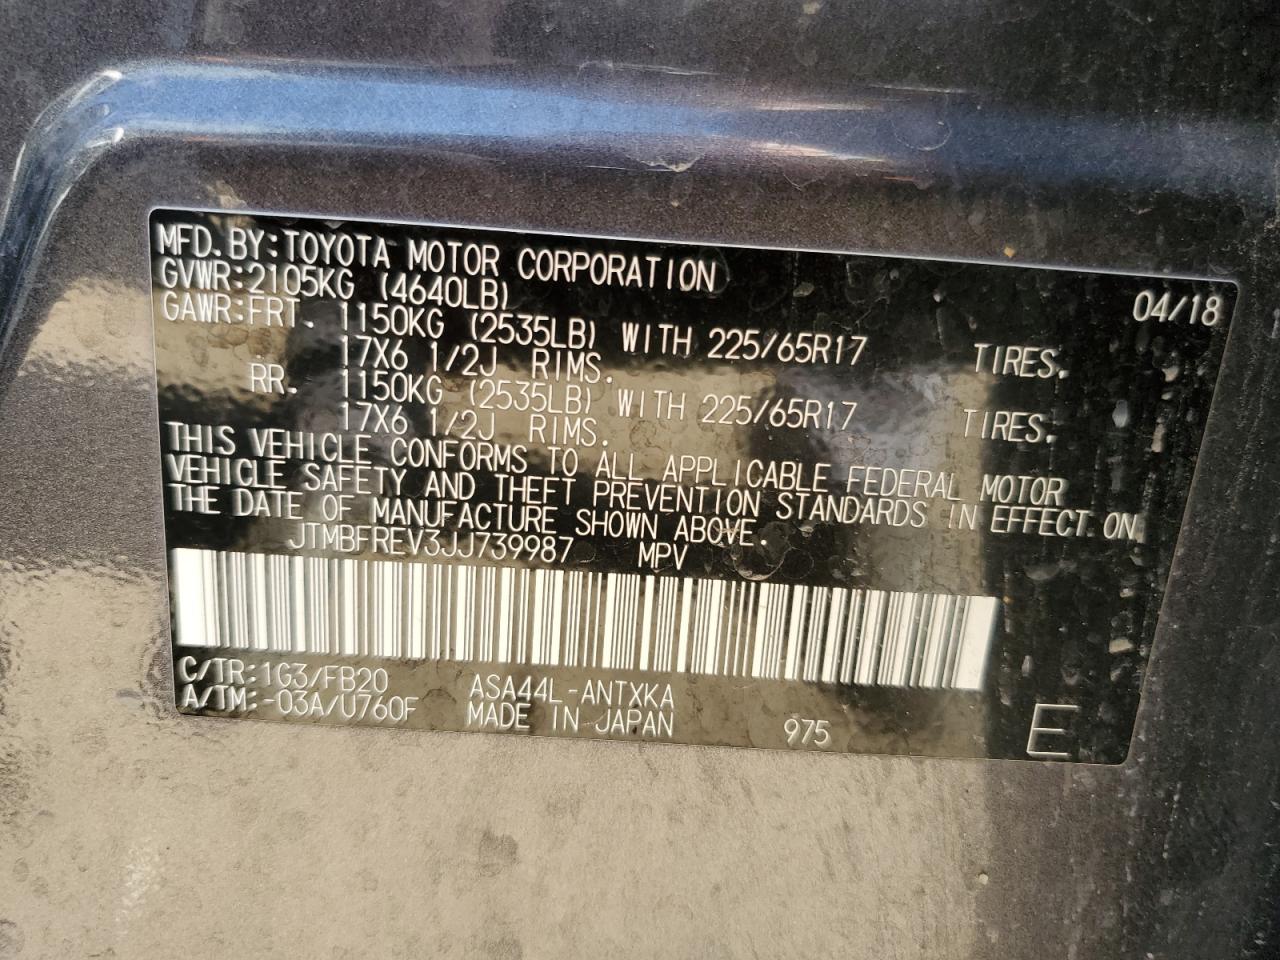 MFD. BY: TOYOTA MOTOR CORPORATION 04/18
GVWR: 2105KG (4640LB)
GAWR: FRT. 1150KG (2535LB) WITH 225/65R17 TIRES.
17X6 1/2J RIMS.
RR. 1150KG (2535LB) WITH 225/65R17 TIRES.
17X6 1/2J RIMS.
THIS VEHICLE CONFORMS TO ALL APPLICABLE FEDERAL MOTOR
VEHICLE SAFETY AND THEFT PREVENTION STANDARDS IN EFFECT ON
THE DATE OF MANUFACTURE SHOWN ABOVE.
JTMBFREV3JJ739987 MPV
C/TR: 1G3/FB20 ASA44L-ANTXKA
A/TM: -03A/U760F MADE IN JAPAN 975 E